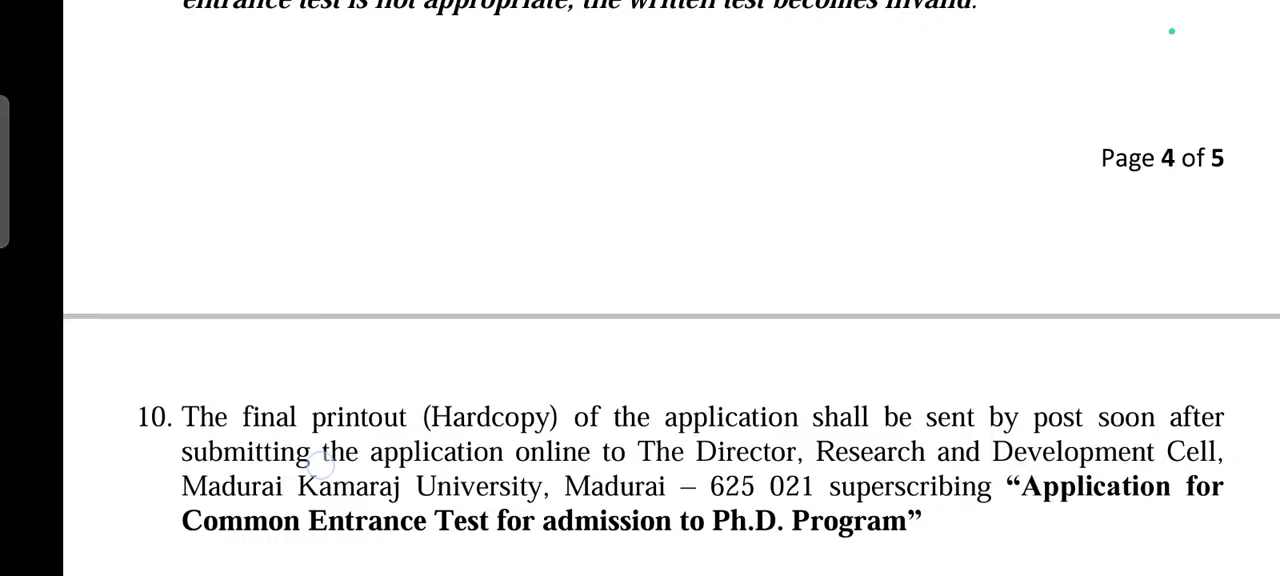 entrance test is not appropriate, the written test becomes invalid.
Page 4 of 5
10. The final printout (Hardcopy) of the application shall be sent by post soon after
submitting the application online to The Director, Research and Development Cell,
Madurai Kamaraj University, Madurai – 625 021 superscribing “Application for
Common Entrance Test for admission to Ph.D. Program”